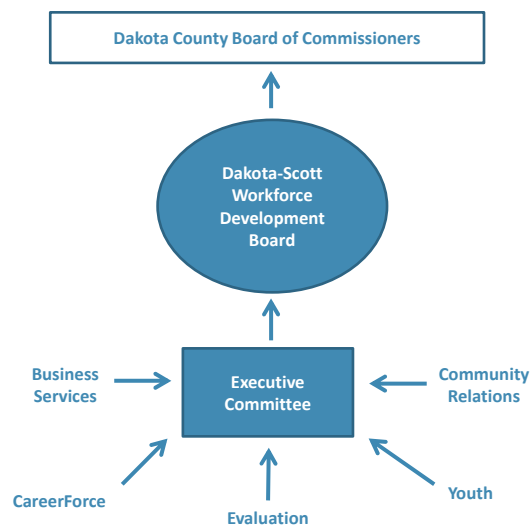 Dakota County Board of Commissioners
Dakota-Scott
Workforce
Development
Board
Business
Services
Executive
Committee
Community
Relations
CareerForce
Evaluation
Youth